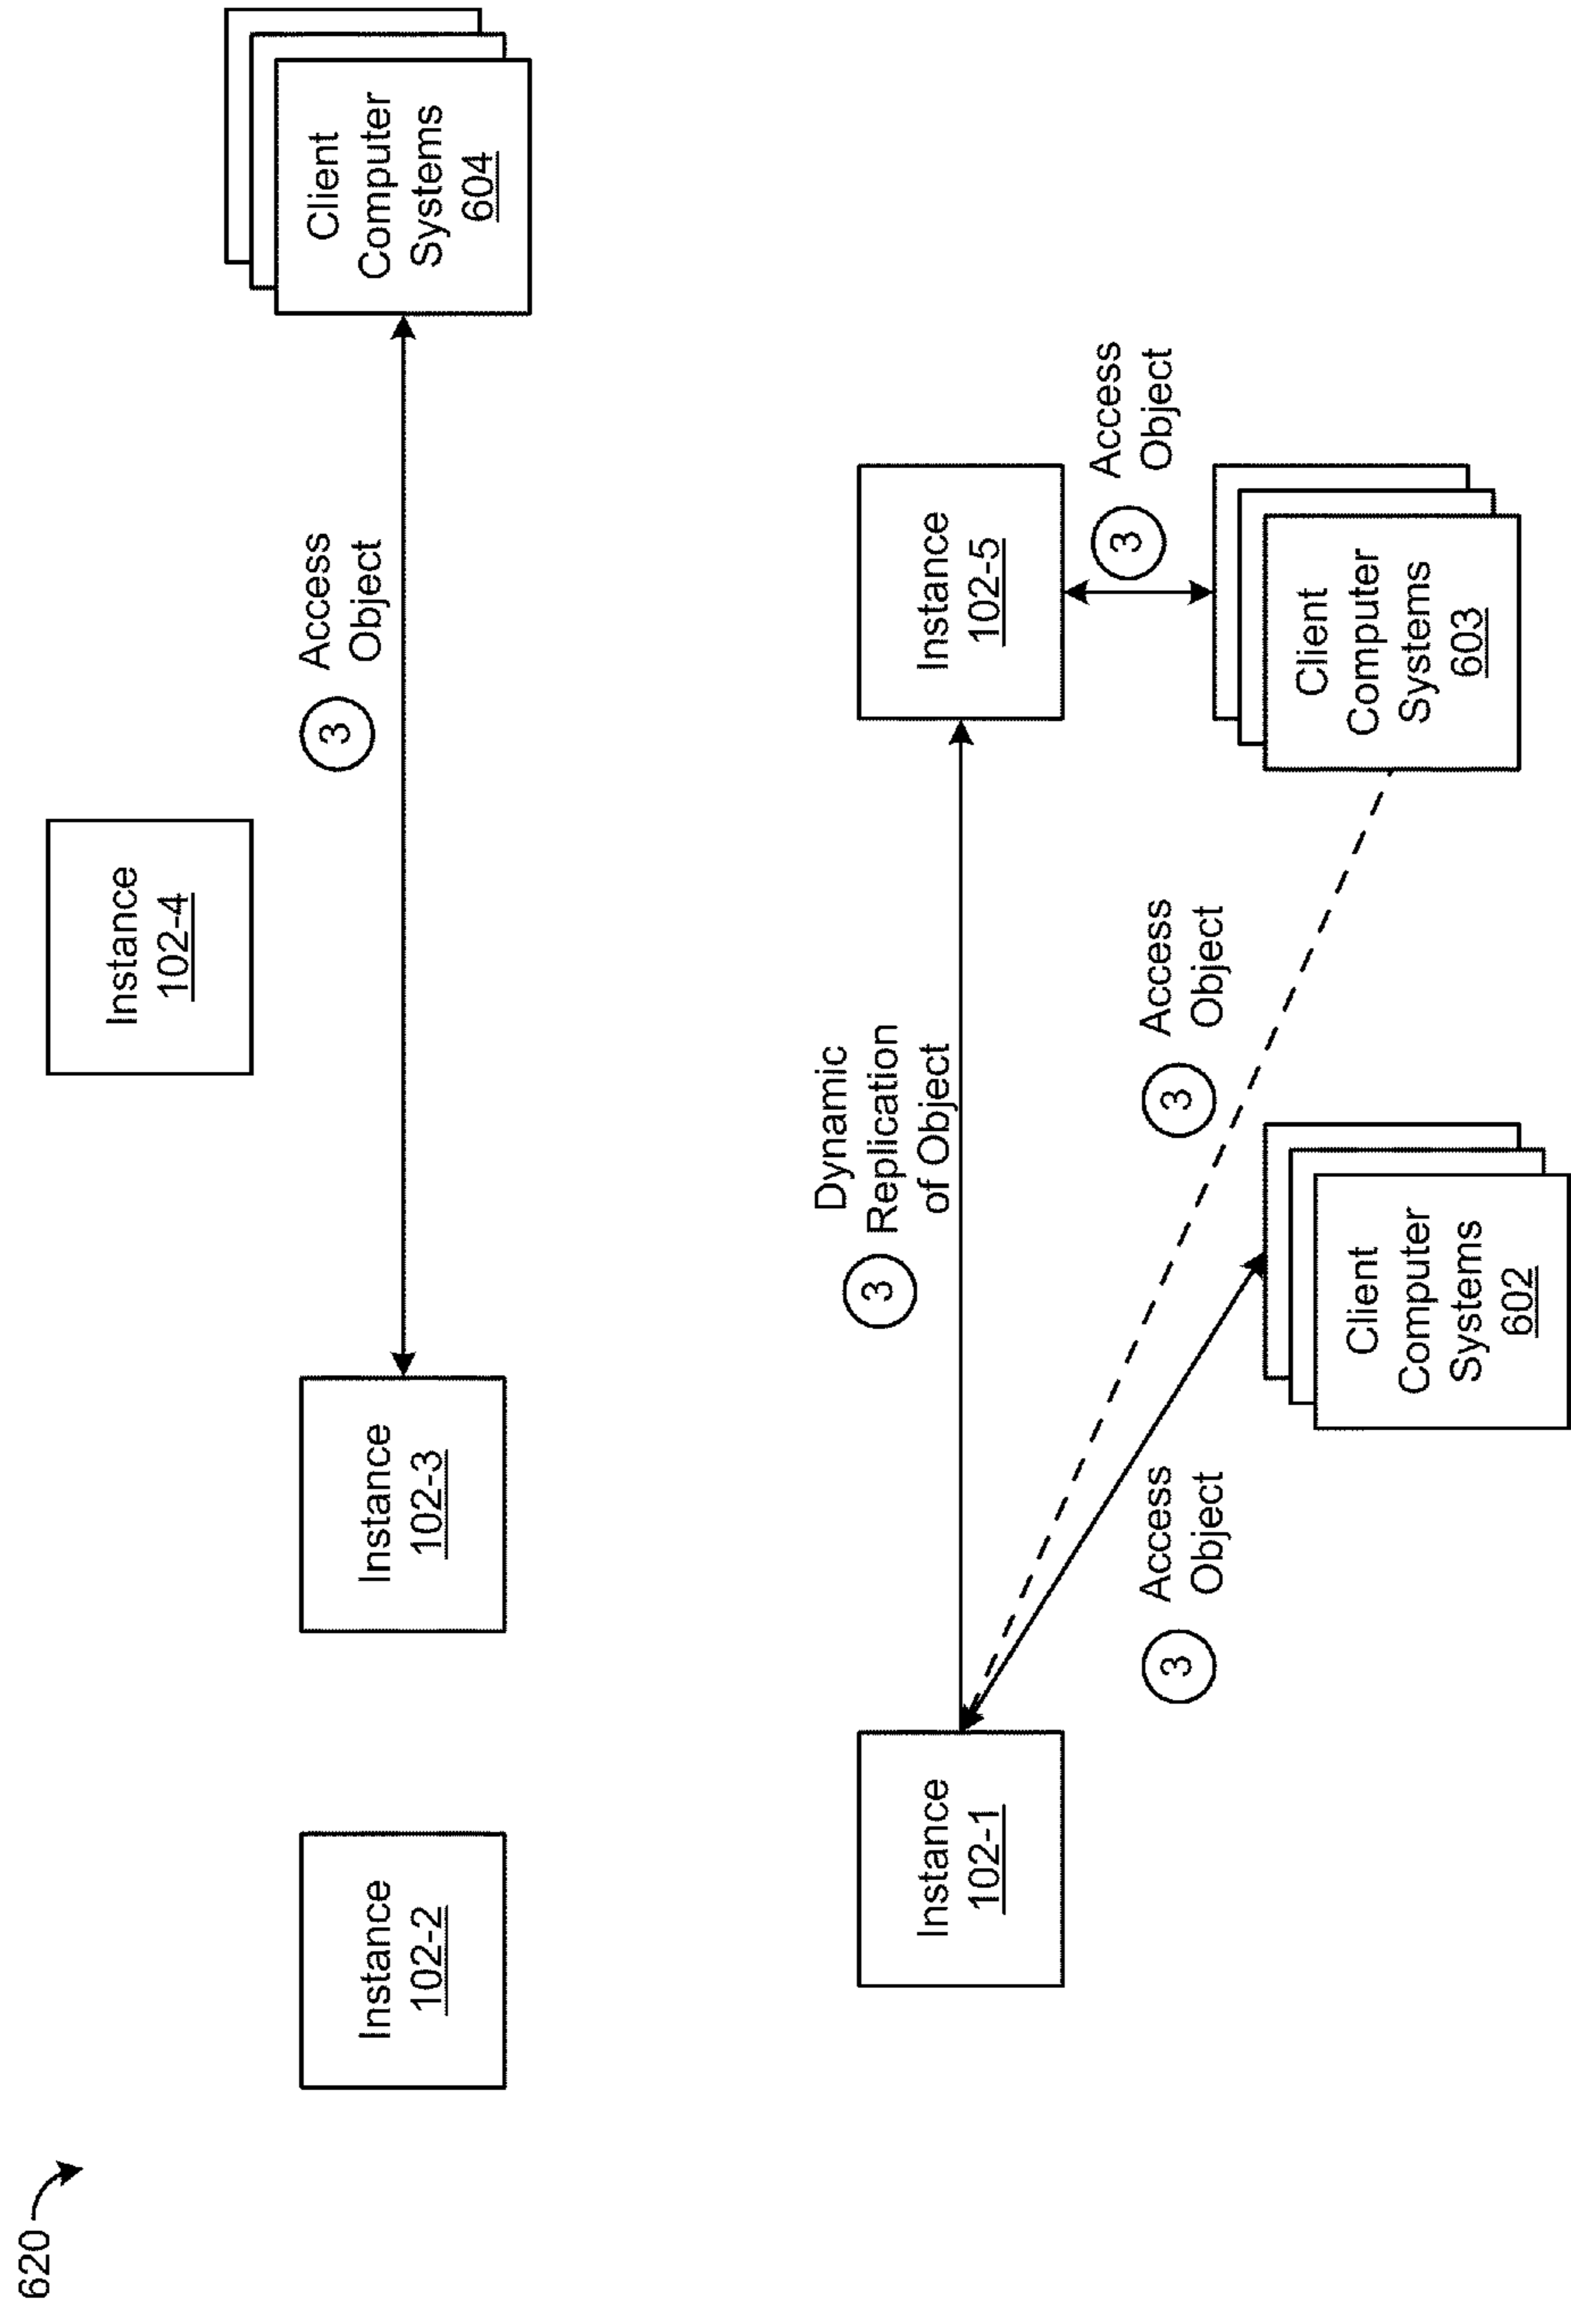 620
Instance
102-4
Client
Computer
Systems
604
3
Access
Object
Instance
102-2
Instance
102-3
Dynamic
3
Replication
of Object
Instance
102-1
Instance
102-5
3
Access
Object
3
Access
Object
3
Access
Object
Client
Computer
Systems
603
Client
Computer
Systems
602